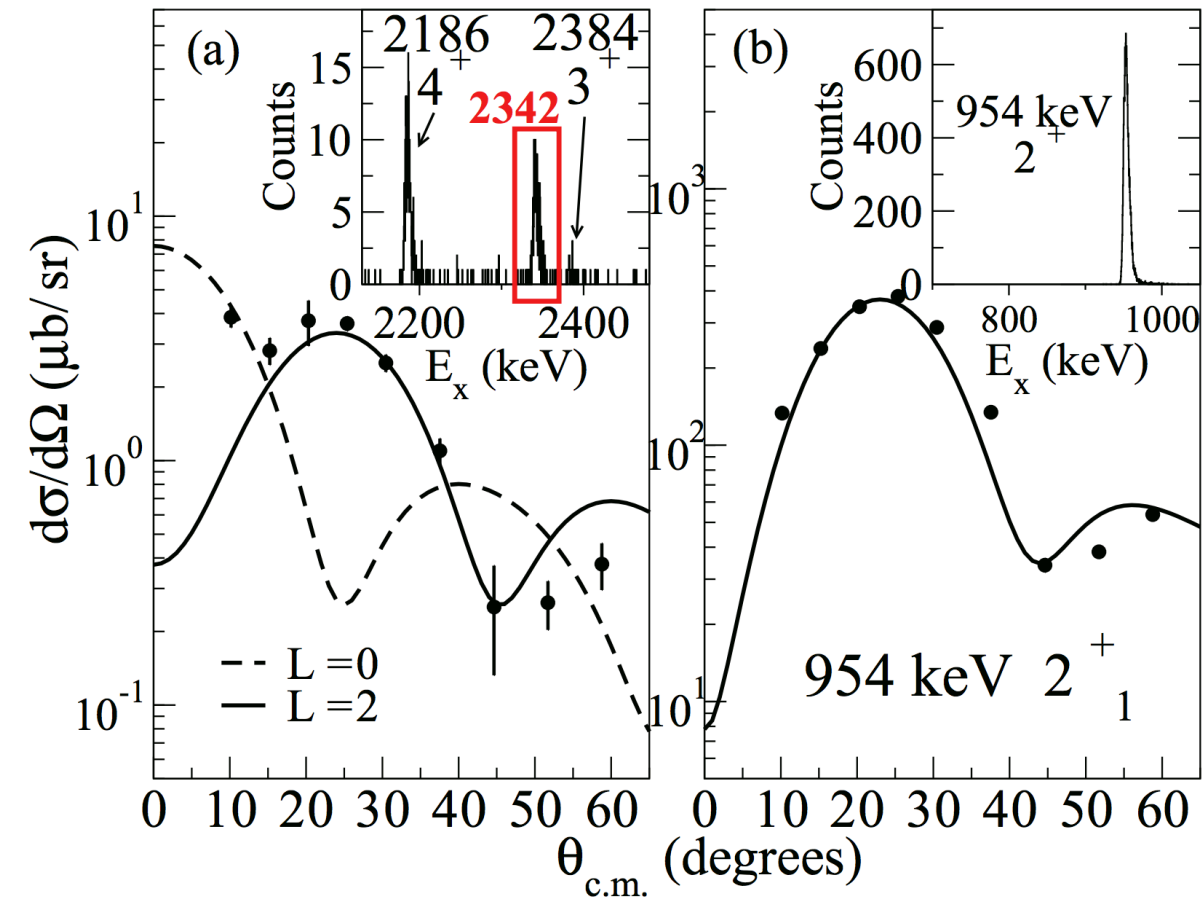 (a)
2186 4+
2384 3+
2342
Counts
15
10
5
0
2200 2400
Ex (keV)
dσ/dΩ (μb/sr)
10^1
10^0
10^-1
L =0
L =2
0 10 20 30 40 50 60
(b)
954 keV
2+
Counts
600
400
200
0
800 1000
Ex (keV)
10^3
10^2
10^1
954 keV 2+1
0 10 20 30 40 50 60
θc.m. (degrees)